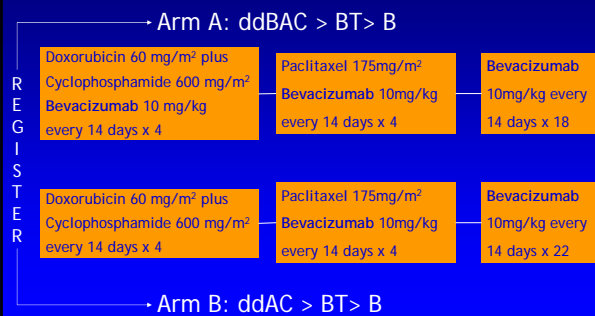 Arm A: ddBAC > BT> B
REGISTER
Doxorubicin 60 mg/m² plus
Cyclophosphamide 600 mg/m²
Bevacizumab 10 mg/kg
every 14 days x 4
Paclitaxel 175mg/m²
Bevacizumab 10mg/kg
every 14 days x 4
Bevacizumab
10mg/kg every
14 days x 18
Doxorubicin 60 mg/m² plus
Cyclophosphamide 600 mg/m²
every 14 days x 4
Paclitaxel 175mg/m²
Bevacizumab 10mg/kg
every 14 days x 4
Bevacizumab
10mg/kg every
14 days x 22
Arm B: ddAC > BT> B